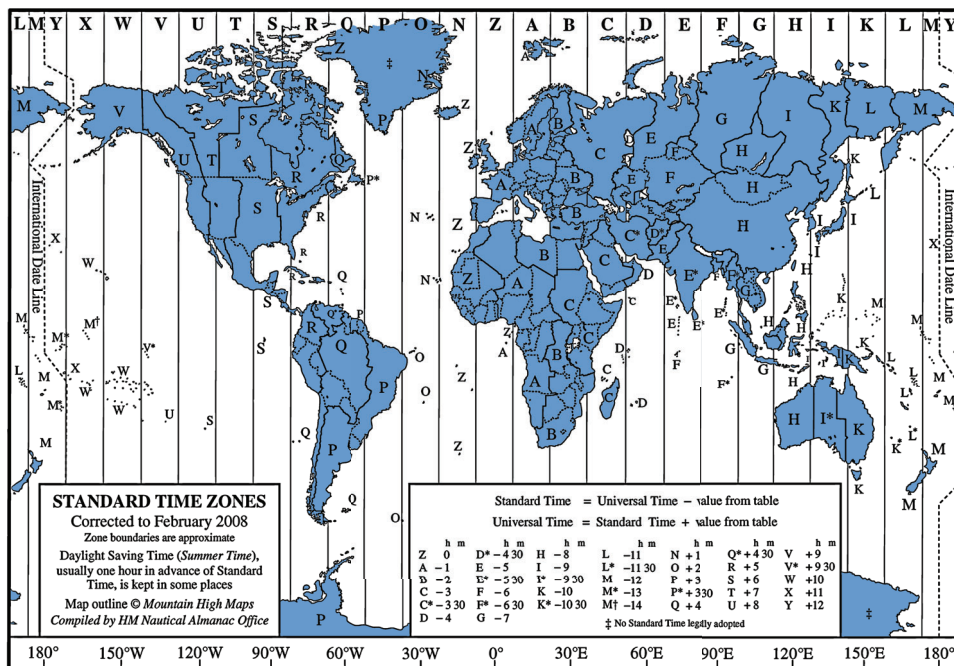 L M Y X W V U T S R Q P O N Z A B C D E F G H I K L M Y
International Date Line
International Date Line
STANDARD TIME ZONES
Corrected to February 2008
Zone boundaries are approximate
Daylight Saving Time (Summer Time),
usually one hour in advance of Standard
Time, is kept in some places
Map outline © Mountain High Maps
Compiled by HM Nautical Almanac Office
Standard Time = Universal Time − value from table
Universal Time = Standard Time + value from table
h m h m h m h m h m h m h m
Z 0 D* − 4 30 H − 8 L − 11 N + 1 Q* + 4 30 V + 9
A − 1 E − 5 I − 9 L* − 11 30 O + 2 R + 5 V* + 9 30
B − 2 E* − 5 30 I* − 9 30 M − 12 P + 3 S + 6 W + 10
C − 3 F − 6 K − 10 M* − 13 P* + 3 30 T + 7 X + 11
C* − 3 30 F* − 6 30 K* − 10 30 M† − 14 Q + 4 U + 8 Y + 12
D − 4 G − 7 ‡ No Standard Time legally adopted
180° 150°W 120°W 90°W 60°W 30°W 0° 30°E 60°E 90°E 120°E 150°E 180°